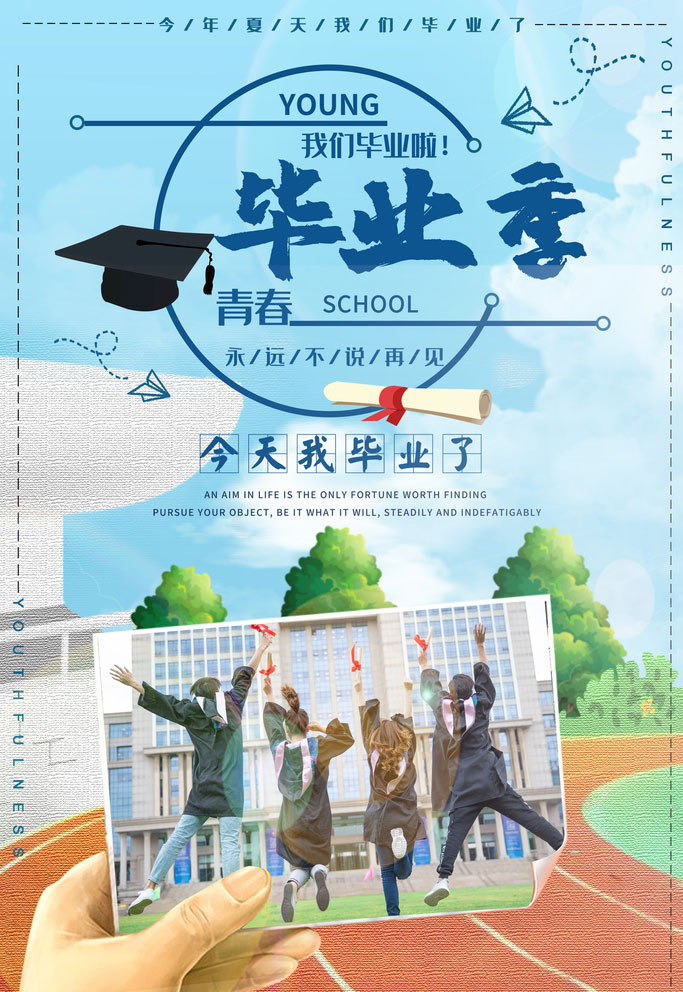 今/年/夏/天/我/们/毕/业/了
YOUTHFULNESS
YOUNG
我们毕业啦!
毕业季
青春 SCHOOL
永/远/不/说/再/见
今天我毕业了
AN AIM IN LIFE IS THE ONLY FORTUNE WORTH FINDING
PURSUE YOUR OBJECT, BE IT WHAT IT WILL, STEADILY AND INDEFATIGABLY
YOUTHFULNESS